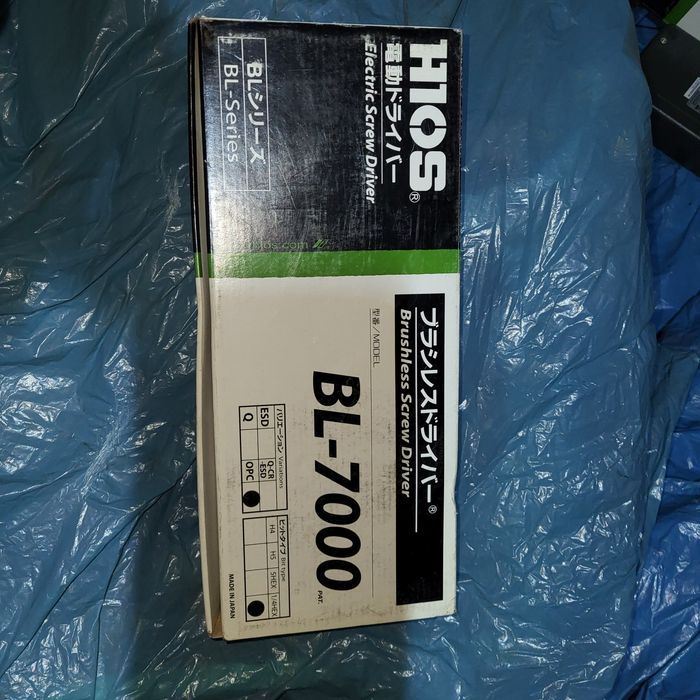 HIOS®
電動ドライバー
Electric Screw Driver
BLシリーズ
BL-Series
ブラシレスドライバー®
Brushless Screw Driver
型番/MODEL
BL-7000
PAT.
バリエーション Variations
ESD
Q-CR
-ESD
Q
OPC
ビットタイプ Bit type
H4
H5
5HEX
1/4HEX
MADE IN JAPAN